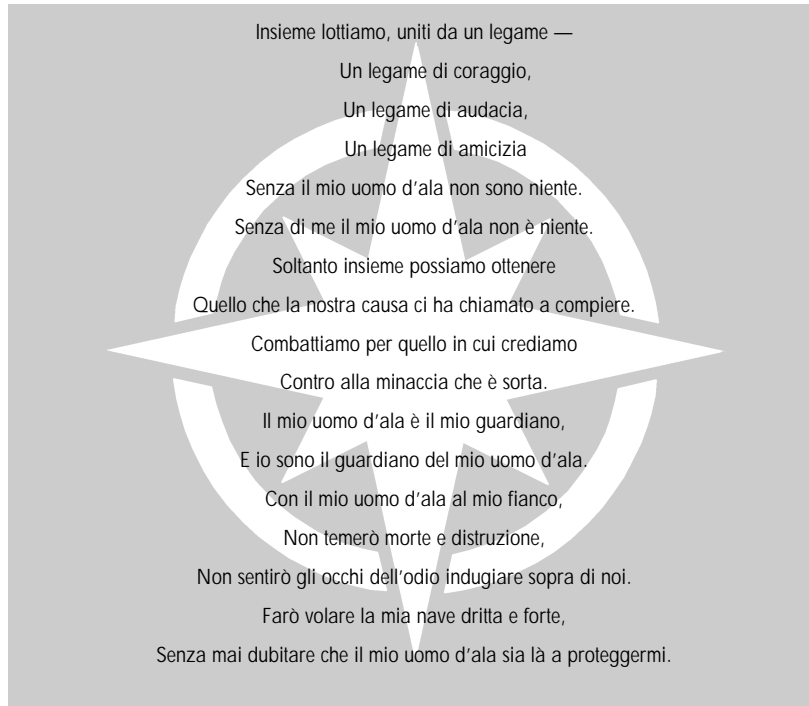 Insieme lottiamo, uniti da un legame —
Un legame di coraggio,
Un legame di audacia,
Un legame di amicizia
Senza il mio uomo d'ala non sono niente.
Senza di me il mio uomo d'ala non è niente.
Soltanto insieme possiamo ottenere
Quello che la nostra causa ci ha chiamato a compiere.
Combattiamo per quello in cui crediamo
Contro alla minaccia che è sorta.
Il mio uomo d'ala è il mio guardiano,
E io sono il guardiano del mio uomo d'ala.
Con il mio uomo d'ala al mio fianco,
Non temerò morte e distruzione,
Non sentirò gli occhi dell'odio indugiare sopra di noi.
Farò volare la mia nave dritta e forte,
Senza mai dubitare che il mio uomo d'ala sia là a proteggermi.